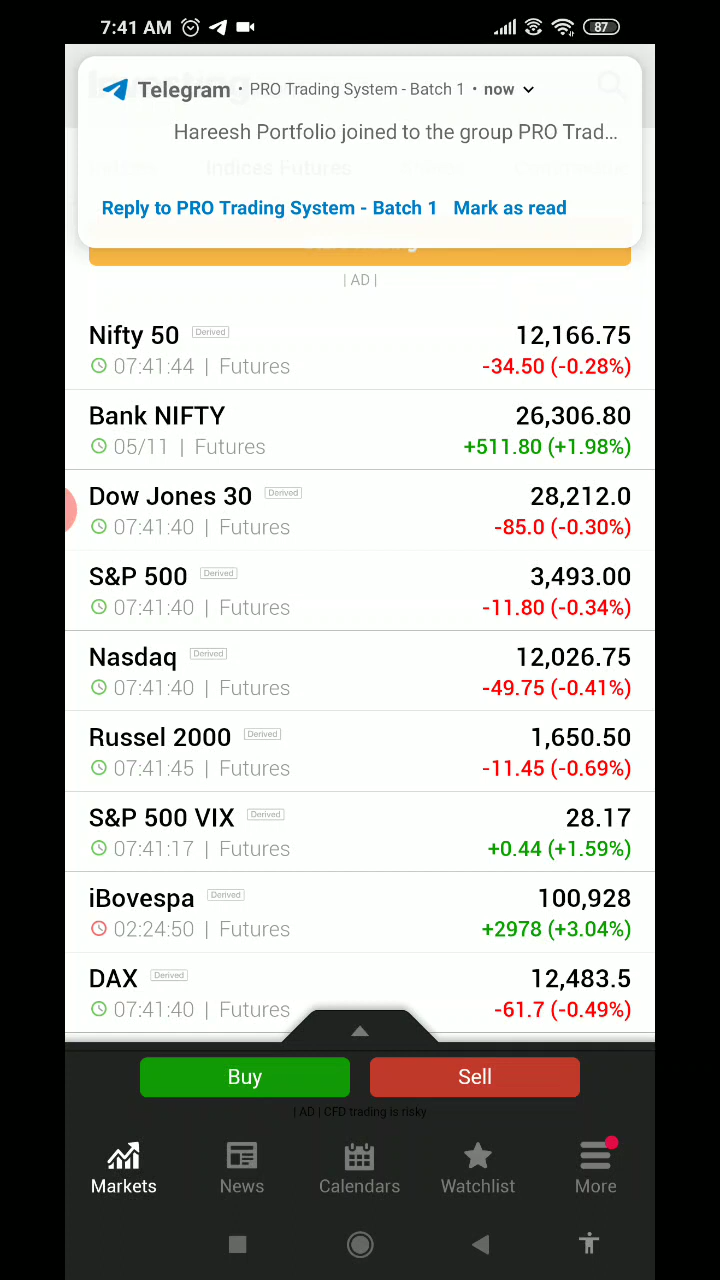 7:41 AM 87
Telegram · PRO Trading System - Batch 1 · now
Hareesh Portfolio joined to the group PRO Trad...
Indices Futures
Reply to PRO Trading System - Batch 1 Mark as read
| AD |
Nifty 50 Derived 12,166.75
07:41:44 | Futures -34.50 (-0.28%)
Bank NIFTY 26,306.80
05/11 | Futures +511.80 (+1.98%)
Dow Jones 30 Derived 28,212.0
07:41:40 | Futures -85.0 (-0.30%)
S&P 500 Derived 3,493.00
07:41:40 | Futures -11.80 (-0.34%)
Nasdaq Derived 12,026.75
07:41:40 | Futures -49.75 (-0.41%)
Russel 2000 Derived 1,650.50
07:41:45 | Futures -11.45 (-0.69%)
S&P 500 VIX Derived 28.17
07:41:17 | Futures +0.44 (+1.59%)
iBovespa Derived 100,928
02:24:50 | Futures +2978 (+3.04%)
DAX Derived 12,483.5
07:41:40 | Futures -61.7 (-0.49%)
Buy Sell
| AD | CFD trading is risky
Markets News Calendars Watchlist More